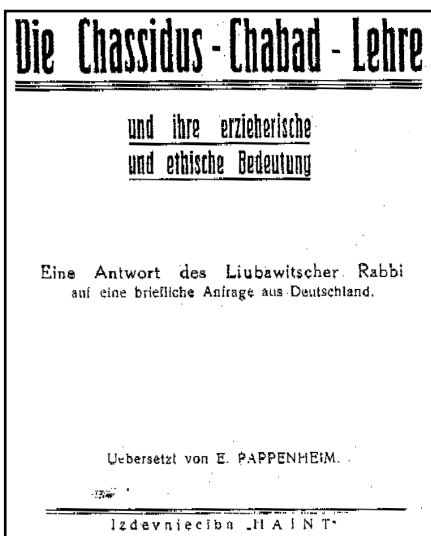 Die Chassidus - Chabad - Lehre
und ihre erzieherische
und ethische Bedeutung
Eine Antwort des Liubawitscher Rabbi
auf eine briefliche Anfrage aus Deutschland.
Uebersetzt von E. PAPPENHEIM.
Izdevnieciba „HAINT“